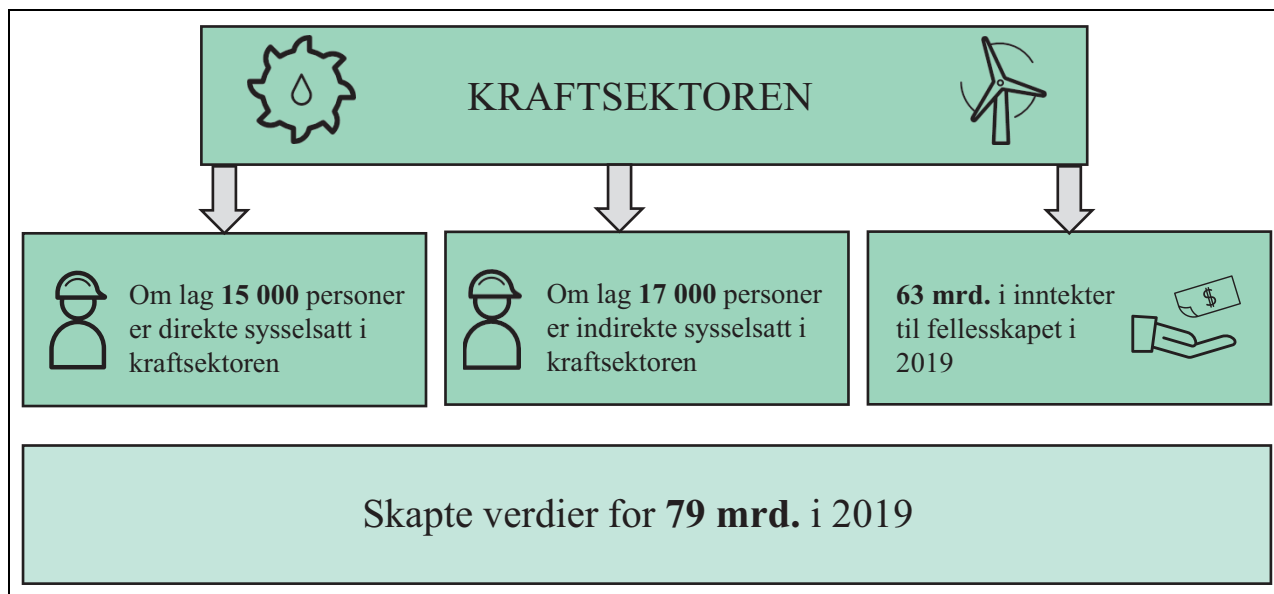 KRAFTSEKTOREN
Om lag 15 000 personer
er direkte sysselsatt i
kraftsektoren
Om lag 17 000 personer
er indirekte sysselsatt i
kraftsektoren
63 mrd. i inntekter
til fellesskapet i
2019
$
Skapte verdier for 79 mrd. i 2019